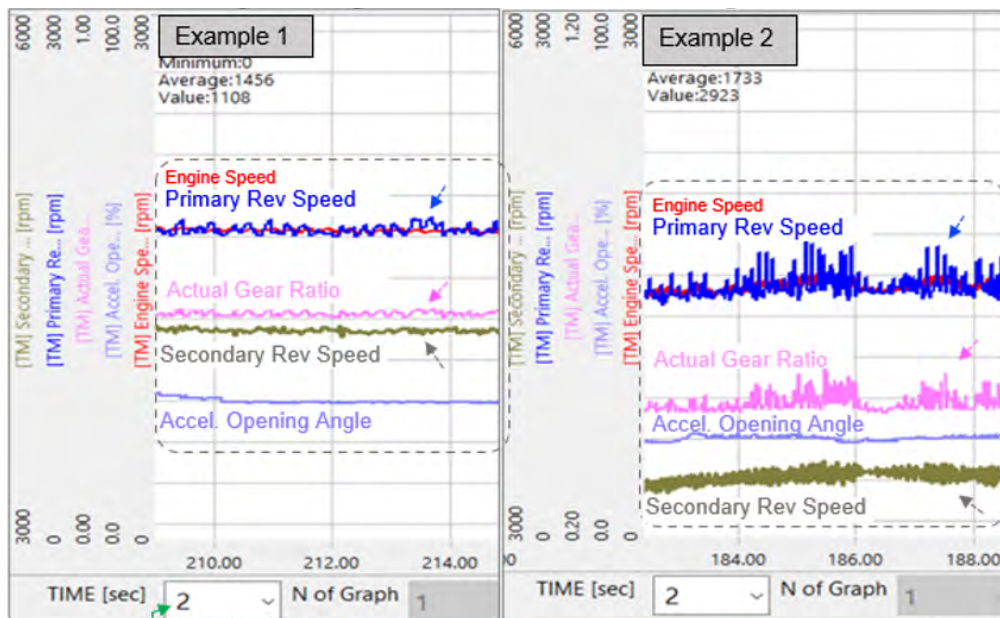 Example 1
6000
3000
1.00
100.0
3000
Minimum:0
Average:1456
Value:1108
[TM] Secondary ... [rpm]
[TM] Primary Re... [rpm]
[TM] Actual Gea...
[TM] Accel. Ope... [%]
[TM] Engine Spe... [rpm]
Engine Speed
Primary Rev Speed
Actual Gear Ratio
Secondary Rev Speed
Accel. Opening Angle
3000
0
0.00
0.0
0
210.00
212.00
214.00
TIME [sec]
2
N of Graph
1
Example 2
6000
3000
1.20
100.0
3000
Average:1733
Value:2923
[TM] Secondary ... [rpm]
[TM] Primary Re... [rpm]
[TM] Actual Gea...
[TM] Accel. Ope... [%]
[TM] Engine Spe... [rpm]
Engine Speed
Primary Rev Speed
Actual Gear Ratio
Accel. Opening Angle
Secondary Rev Speed
3000
0
0.20
0.0
0
184.00
186.00
188.00
TIME [sec]
2
N of Graph
1